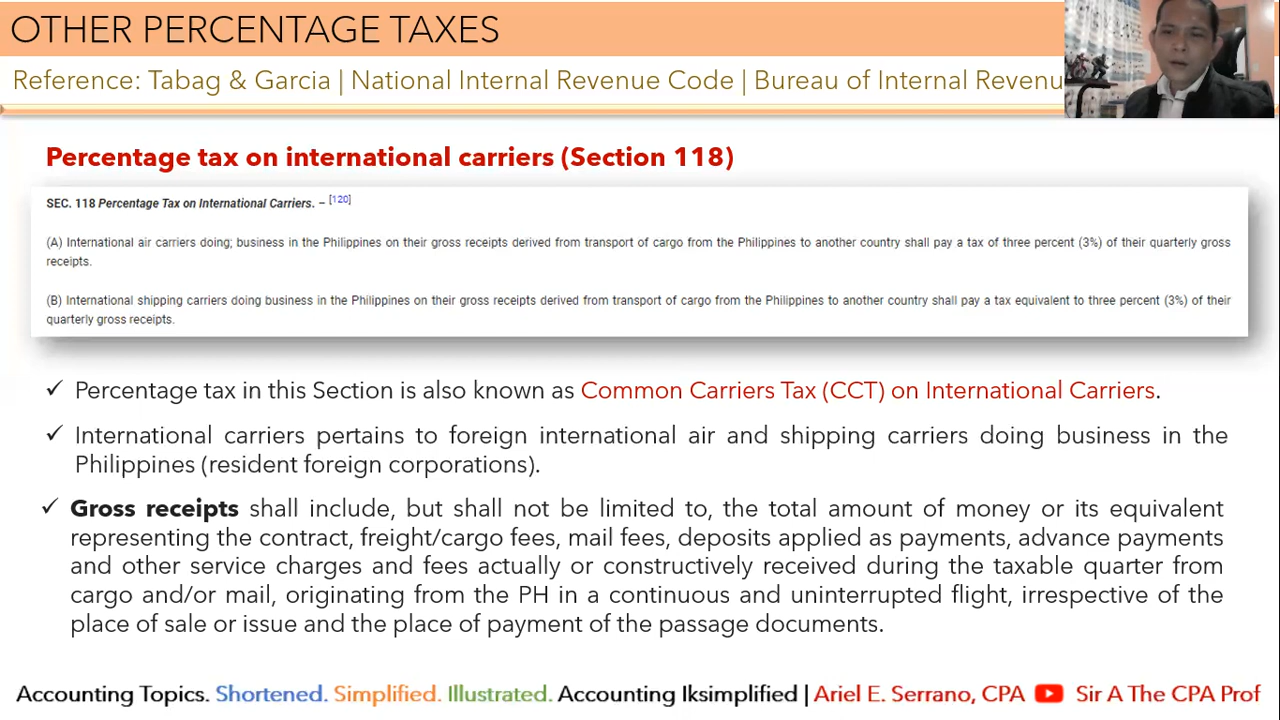 OTHER PERCENTAGE TAXES
Reference: Tabag & Garcia | National Internal Revenue Code | Bureau of Internal Revenu
Percentage tax on international carriers (Section 118)
SEC. 118 Percentage Tax on International Carriers. – [120]
(A) International air carriers doing; business in the Philippines on their gross receipts derived from transport of cargo from the Philippines to another country shall pay a tax of three percent (3%) of their quarterly gross
receipts.
(B) International shipping carriers doing business in the Philippines on their gross receipts derived from transport of cargo from the Philippines to another country shall pay a tax equivalent to three percent (3%) of their
quarterly gross receipts.
✓ Percentage tax in this Section is also known as Common Carriers Tax (CCT) on International Carriers.
✓ International carriers pertains to foreign international air and shipping carriers doing business in the
Philippines (resident foreign corporations).
✓ Gross receipts shall include, but shall not be limited to, the total amount of money or its equivalent
representing the contract, freight/cargo fees, mail fees, deposits applied as payments, advance payments
and other service charges and fees actually or constructively received during the taxable quarter from
cargo and/or mail, originating from the PH in a continuous and uninterrupted flight, irrespective of the
place of sale or issue and the place of payment of the passage documents.
Accounting Topics. Shortened. Simplified. Illustrated. Accounting Iksimplified | Ariel E. Serrano, CPA Sir A The CPA Prof